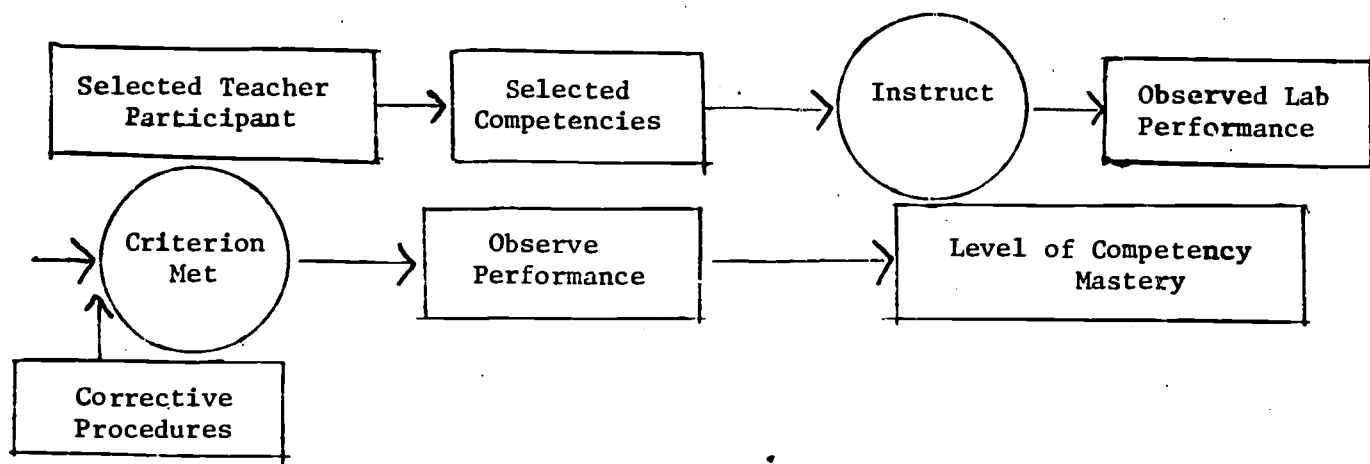 Selected Teacher
Participant
Selected
Competencies
Instruct
Observed Lab
Performance
Criterion
Met
Observe
Performance
Level of Competency
Mastery
Corrective
Procedures